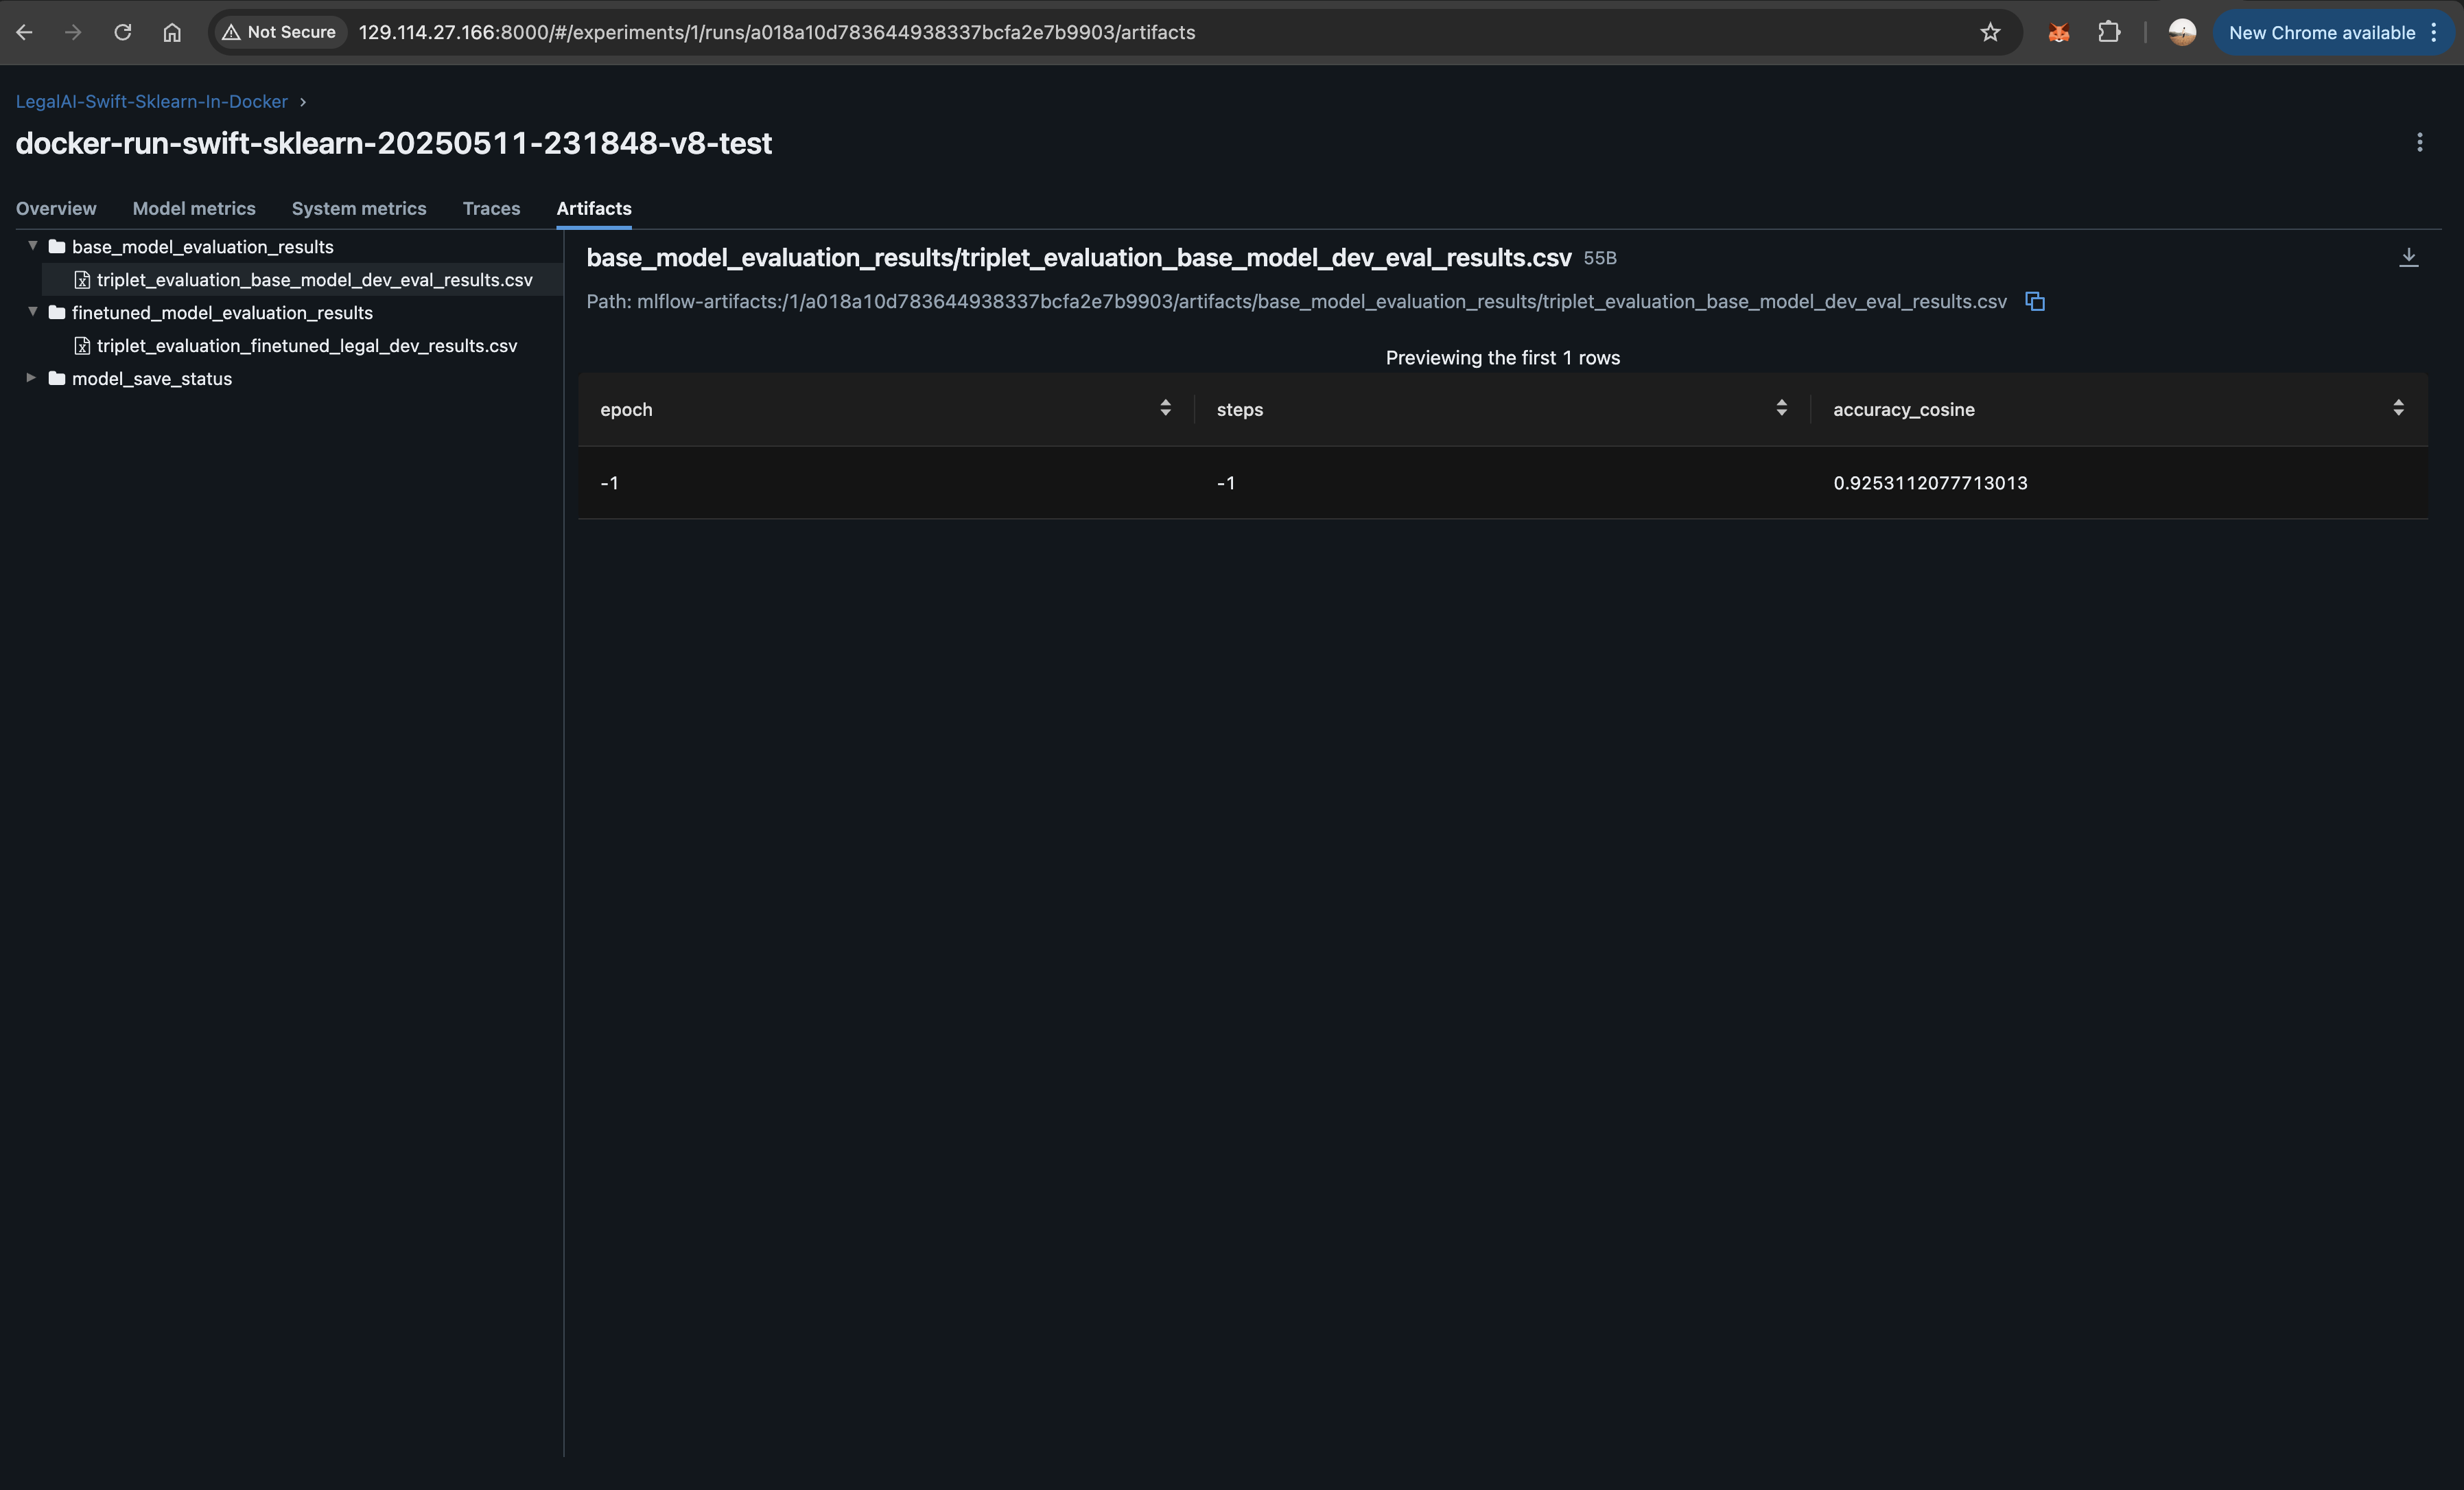 Not Secure 129.114.27.166:8000/#/experiments/1/runs/a018a10d783644938337bcfa2e7b9903/artifacts New Chrome available
LegalAI-Swift-Sklearn-In-Docker
docker-run-swift-sklearn-20250511-231848-v8-test
Overview Model metrics System metrics Traces Artifacts
base_model_evaluation_results
triplet_evaluation_base_model_dev_eval_results.csv
finetuned_model_evaluation_results
triplet_evaluation_finetuned_legal_dev_results.csv
model_save_status
base_model_evaluation_results/triplet_evaluation_base_model_dev_eval_results.csv 55B
Path: mlflow-artifacts:/1/a018a10d783644938337bcfa2e7b9903/artifacts/base_model_evaluation_results/triplet_evaluation_base_model_dev_eval_results.csv
Previewing the first 1 rows
epoch steps accuracy_cosine
-1 -1 0.9253112077713013